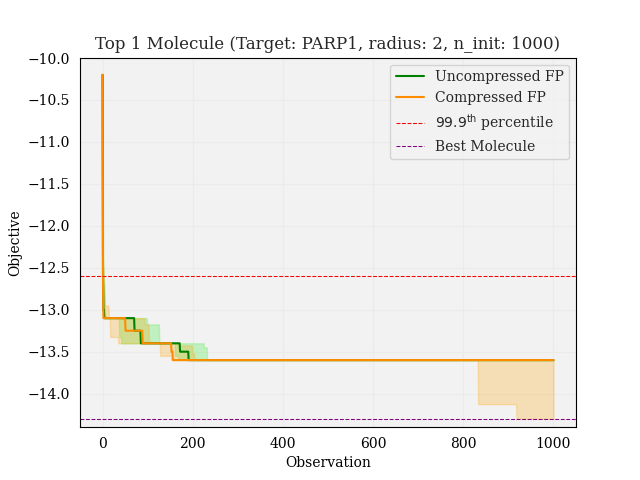 Top 1 Molecule (Target: PARP1, radius: 2, n_init: 1000)
Uncompressed FP
Compressed FP
99.9th percentile
Best Molecule
Objective
−10.0
−10.5
−11.0
−11.5
−12.0
−12.5
−13.0
−13.5
−14.0
0 200 400 600 800 1000
Observation